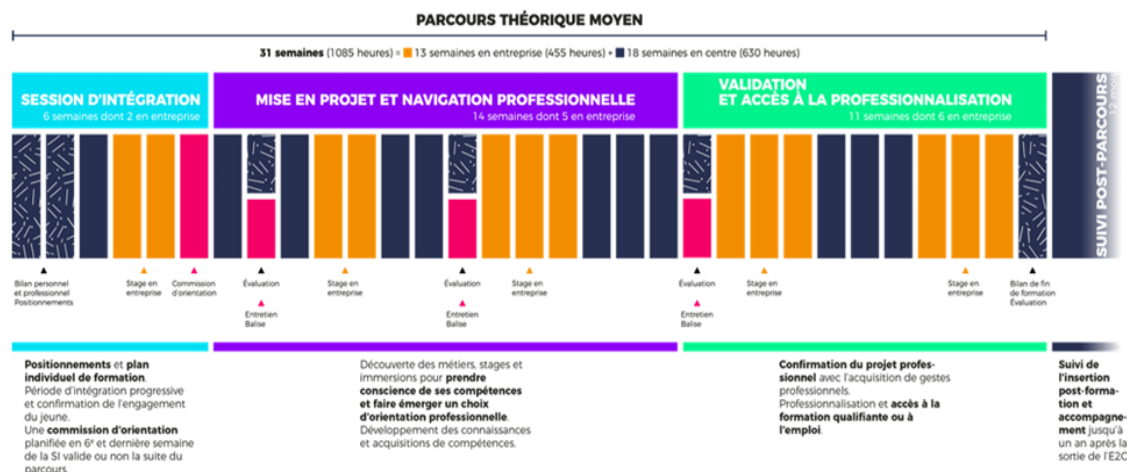 PARCOURS THÉORIQUE MOYEN
31 semaines (1085 heures) = 13 semaines en entreprise (455 heures) + 18 semaines en centre (630 heures)
SESSION D'INTÉGRATION
6 semaines dont 2 en entreprise
MISE EN PROJET ET NAVIGATION PROFESSIONNELLE
14 semaines dont 5 en entreprise
VALIDATION
ET ACCÈS À LA PROFESSIONNALISATION
11 semaines dont 6 en entreprise
SUIVI POST-PARCOURS
Bilan personnel
et professionnel
Positionnements
Stage en
entreprise
Commission
d'orientation
Évaluation
Entretien
Balise
Stage en
entreprise
Évaluation
Entretien
Balise
Stage en
entreprise
Évaluation
Entretien
Balise
Stage en
entreprise
Stage en
entreprise
Bilan de fin
de formation
Évaluation
Positionnements et plan
individuel de formation.
Période d'intégration progressive
et confirmation de l'engagement
du jeune.
Une commission d'orientation
planifiée en 6e et dernière semaine
de la SI valide ou non la suite du
parcours.
Découverte des métiers, stages et
immersions pour prendre
conscience de ses compétences
et faire émerger un choix
d'orientation professionnelle.
Développement des connaissances
et acquisitions de compétences.
Confirmation du projet profes-
sionnel avec l'acquisition de gestes
professionnels.
Professionnalisation et accès à la
formation qualifiante ou à
l'emploi.
Suivi de
l'insertion
post-forma-
tion et
accompagne-
ment jusqu'à
un an après la
sortie de l'E2C